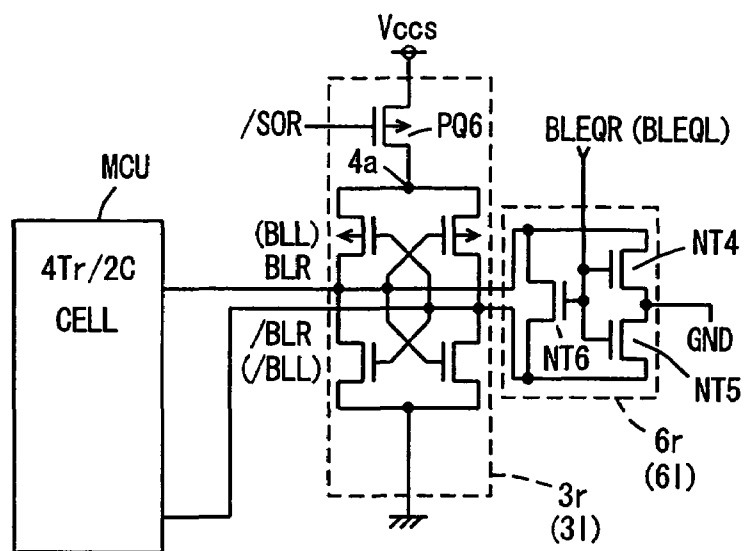 Vccs
/SOR
PQ6
BLEQR (BLEQL)
4a
MCU
4Tr/2C
CELL
(BLL)
BLR
NT4
/BLR
(/BLL)
NT6
GND
NT5
6r
(6l)
3r
(3l)